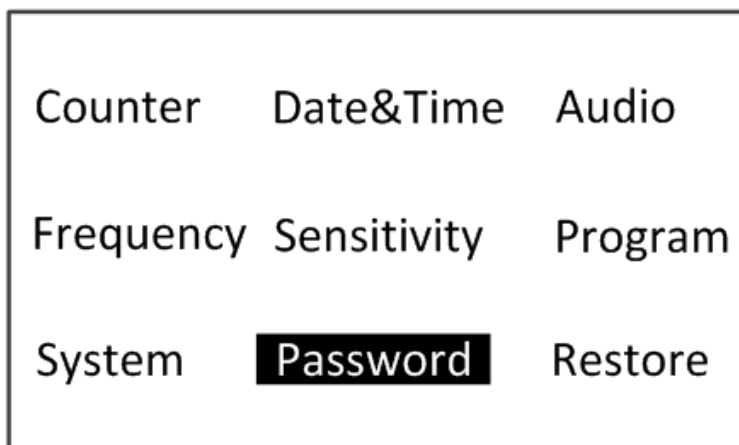 Counter Date&Time Audio
Frequency Sensitivity Program
System Password Restore